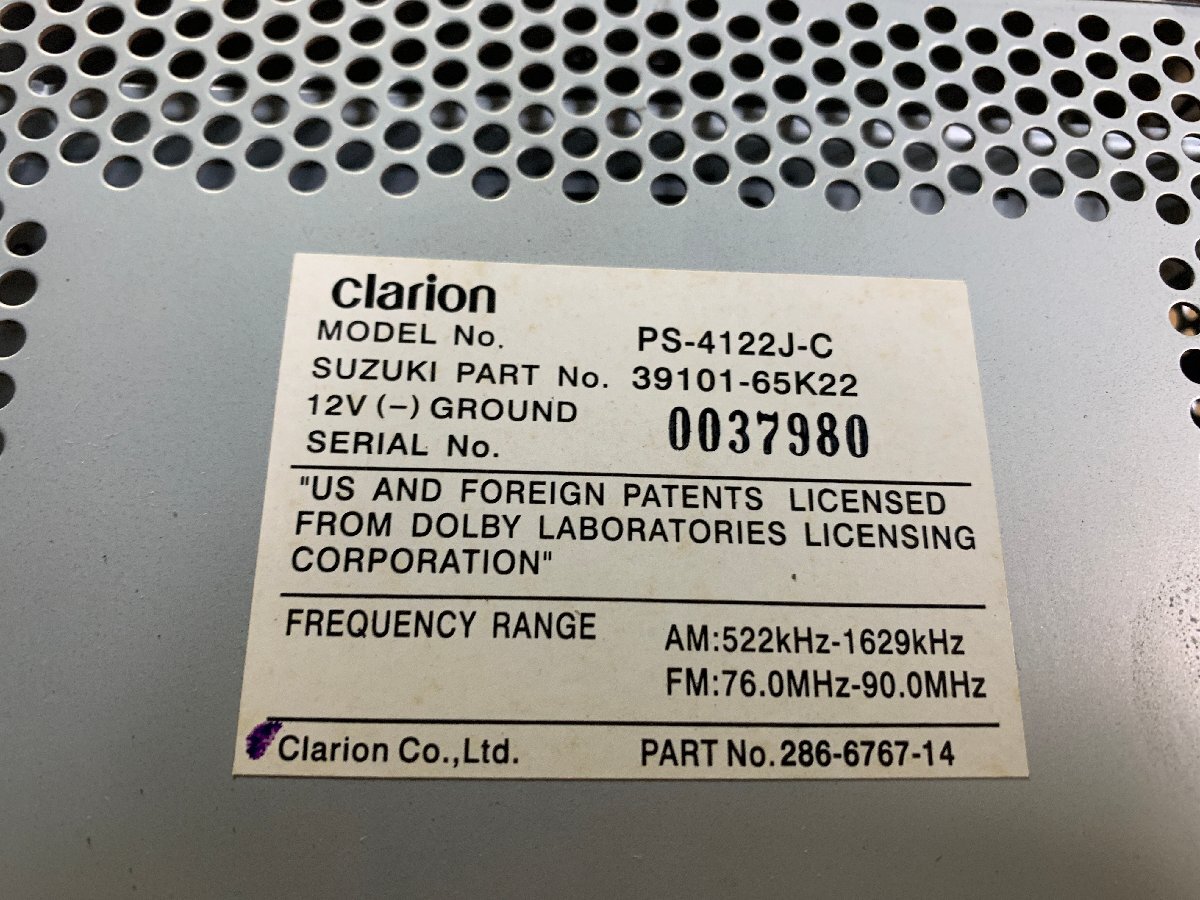 clarion
MODEL No. PS-4122J-C
SUZUKI PART No. 39101-65K22
12V (-) GROUND
SERIAL No. 0037980
"US AND FOREIGN PATENTS LICENSED
FROM DOLBY LABORATORIES LICENSING
CORPORATION"
FREQUENCY RANGE AM:522kHz-1629kHz
FM:76.0MHz-90.0MHz
Clarion Co.,Ltd. PART No.286-6767-14